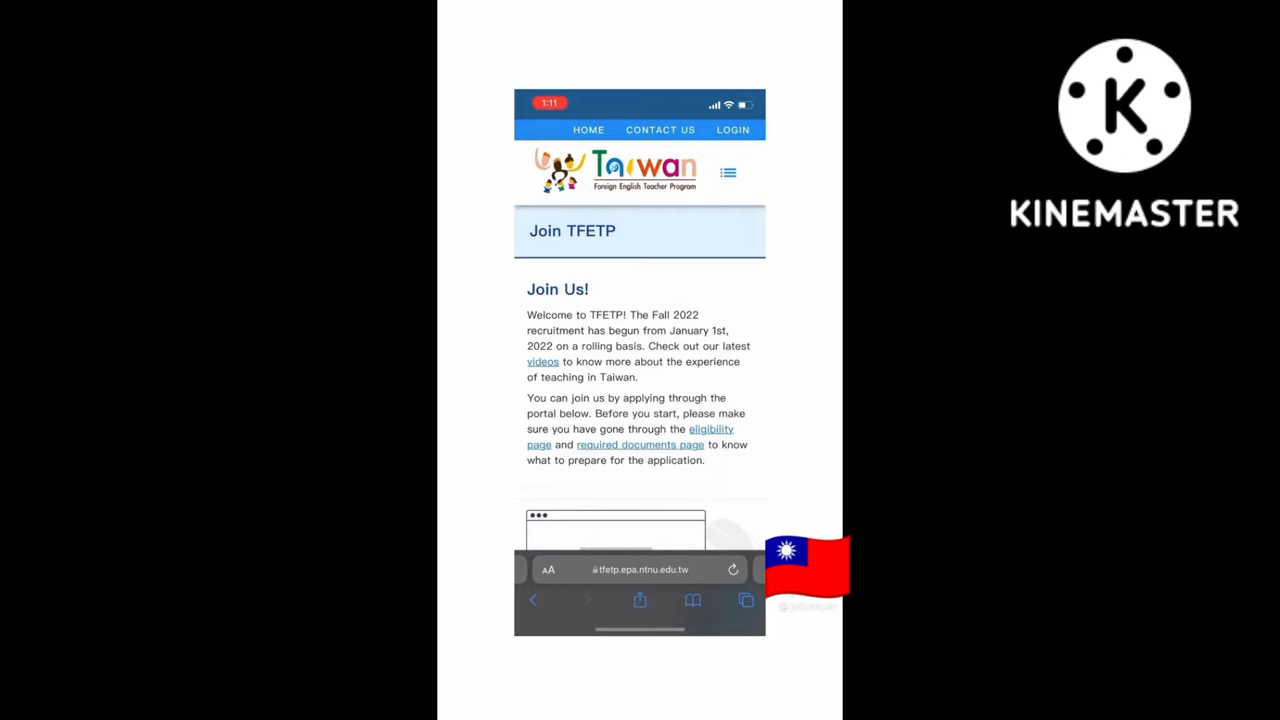 1:11
HOME CONTACT US LOGIN
Taiwan
Foreign English Teacher Program
Join TFETP
Join Us!
Welcome to TFETP! The Fall 2022
recruitment has begun from January 1st,
2022 on a rolling basis. Check out our latest
videos to know more about the experience
of teaching in Taiwan.
You can join us by applying through the
portal below. Before you start, please make
sure you have gone through the eligibility
page and required documents page to know
what to prepare for the application.
AA tfetp.epa.ntnu.edu.tw
K
KINEMASTER